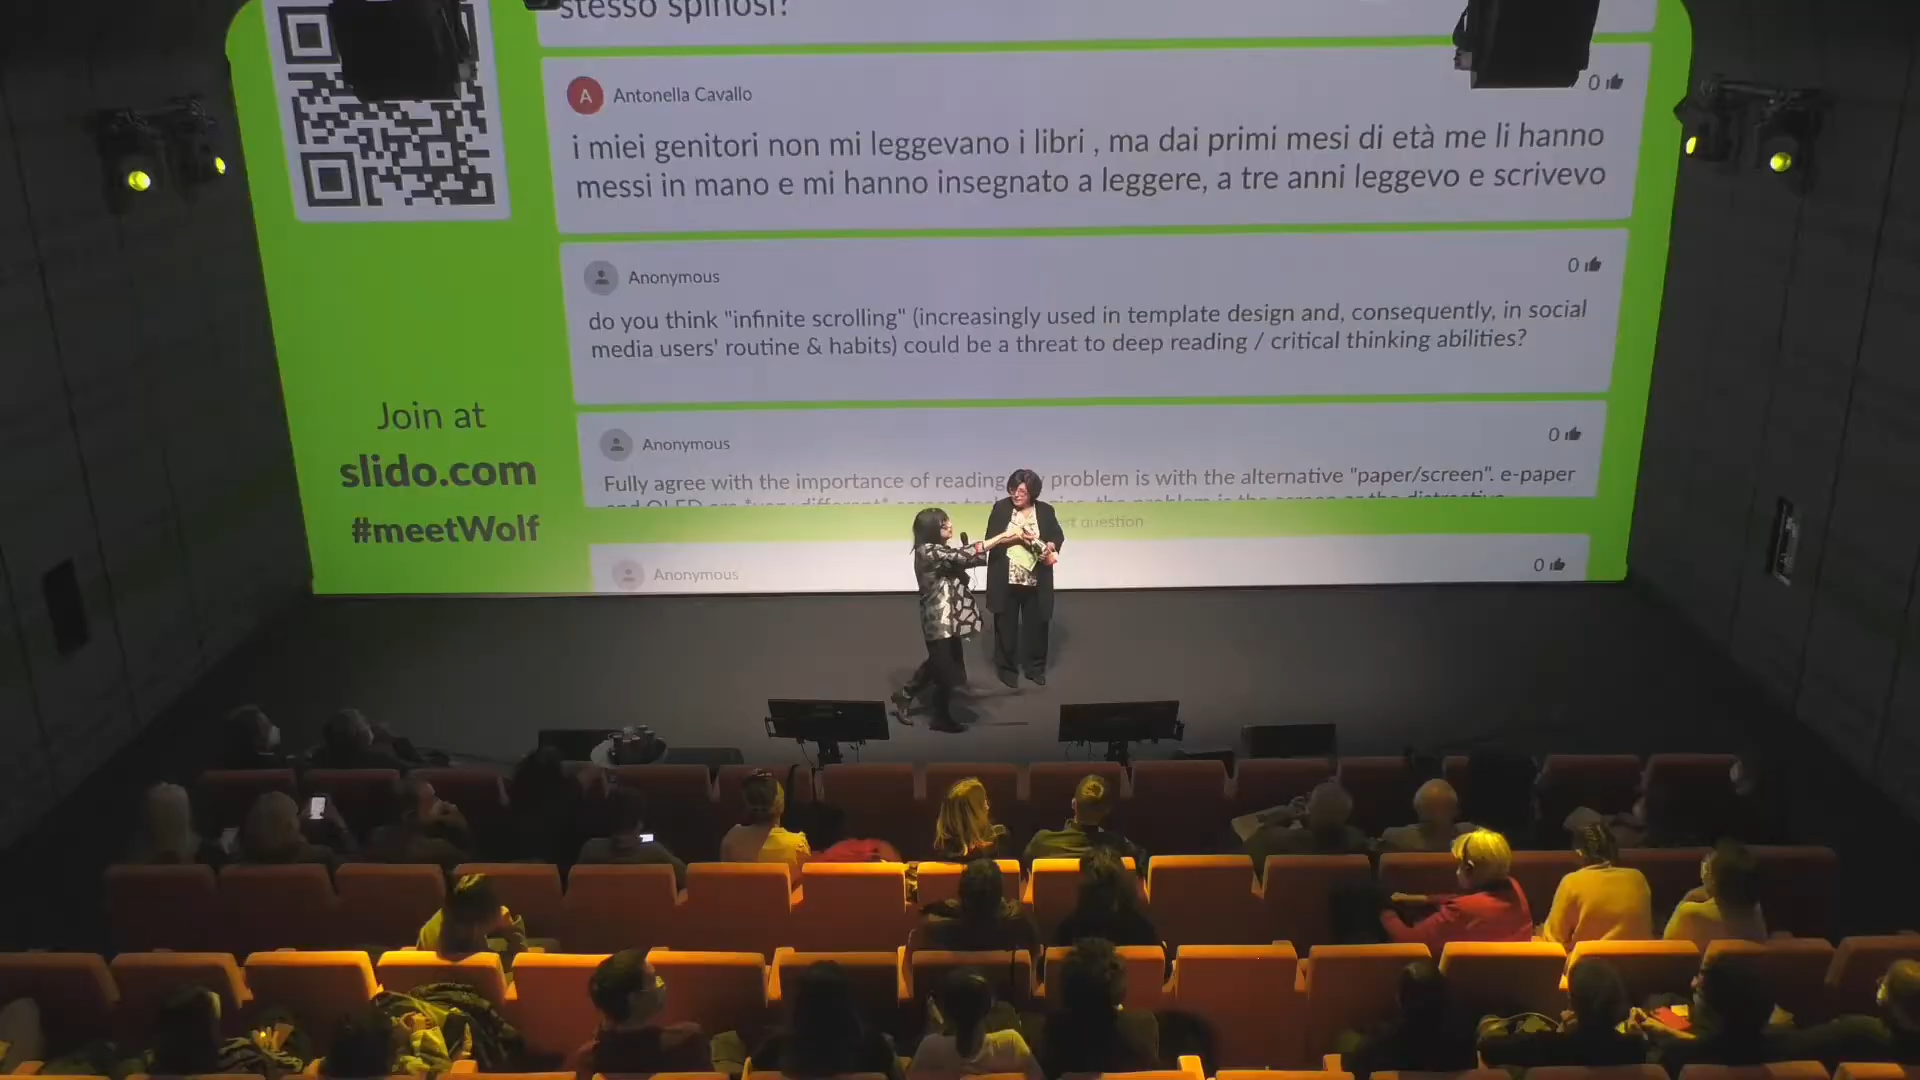 stesso spinosi?
A Antonella Cavallo
0
i miei genitori non mi leggevano i libri , ma dai primi mesi di età me li hanno
messi in mano e mi hanno insegnato a leggere, a tre anni leggevo e scrivevo
Anonymous
0
do you think "infinite scrolling" (increasingly used in template design and, consequently, in social
media users' routine & habits) could be a threat to deep reading / critical thinking abilities?
Anonymous
0
Fully agree with the importance of reading problem is with the alternative "paper/screen". e-paper
question
Anonymous
0
Join at
slido.com
#meetWolf